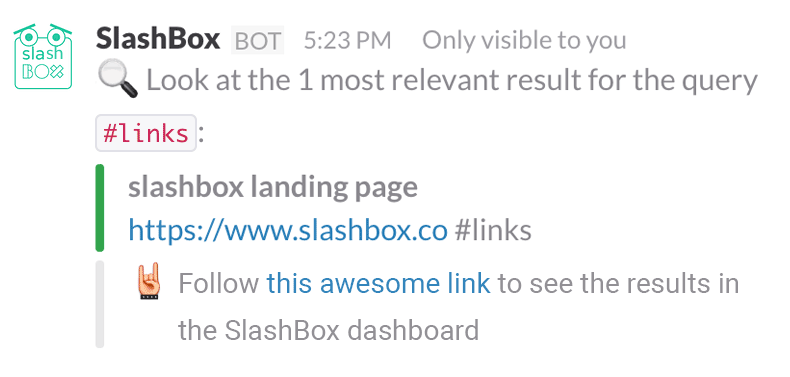 slash
BOX
SlashBox BOT 5:23 PM Only visible to you
🔍 Look at the 1 most relevant result for the query
#links:
slashbox landing page
https://www.slashbox.co #links
🤘 Follow this awesome link to see the results in
the SlashBox dashboard